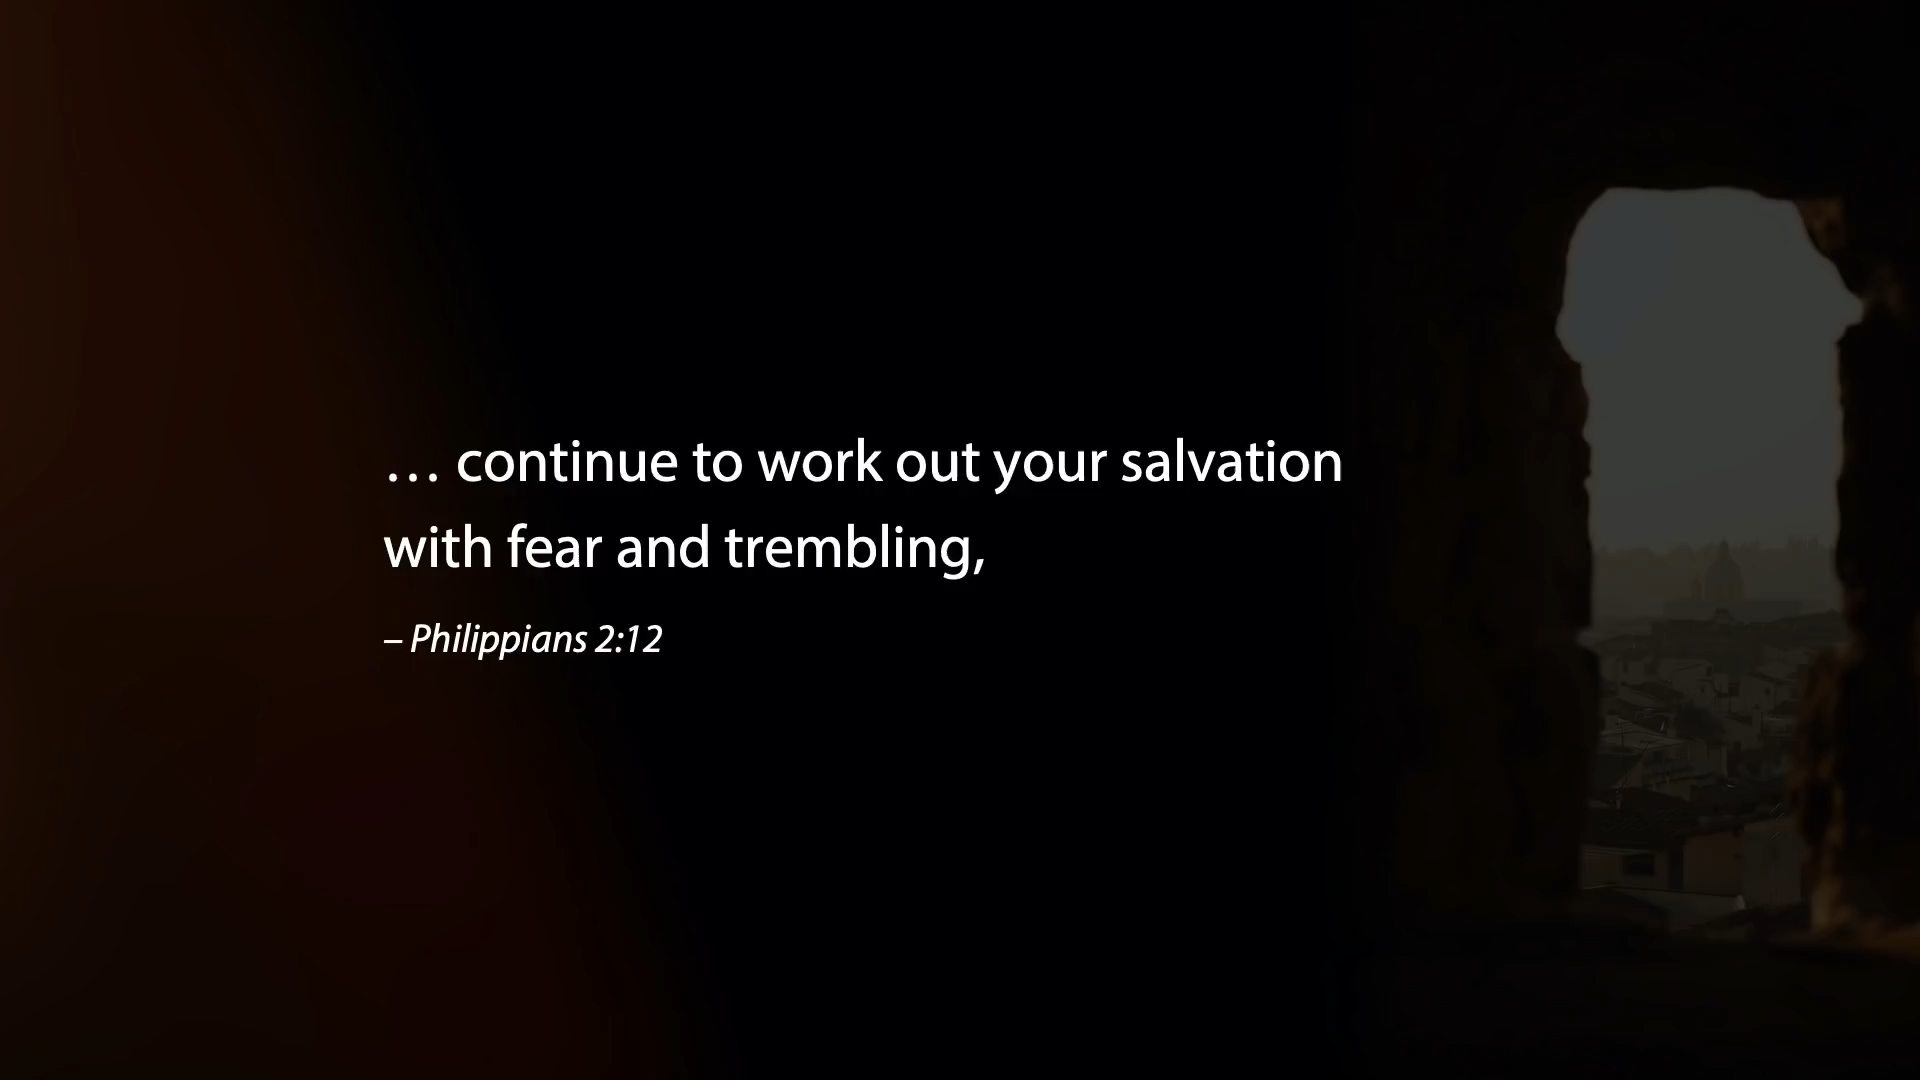 … continue to work out your salvation
with fear and trembling,
– Philippians 2:12